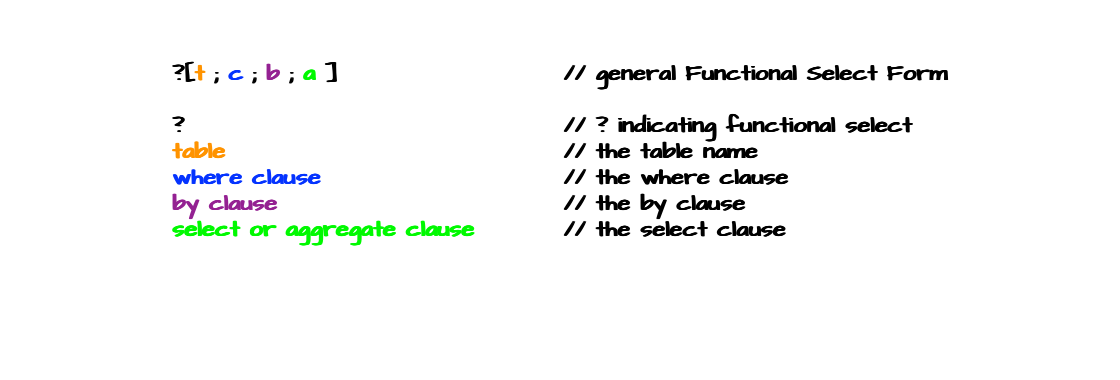 ?[t ; c ; b ; a ] // general Functional Select Form
? // ? indicating functional select
table // the table name
where clause // the where clause
by clause // the by clause
select or aggregate clause // the select clause